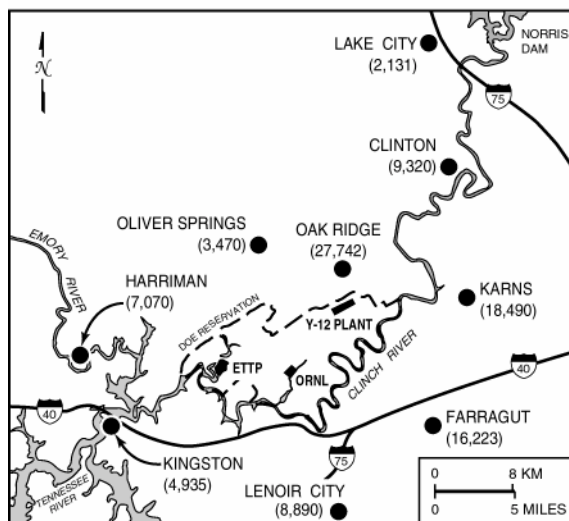 NORRIS
DAM
LAKE CITY
(2,131)
75
CLINTON
(9,320)
N
OLIVER SPRINGS
(3,470)
OAK RIDGE
(27,742)
EMORY
RIVER
HARRIMAN
(7,070)
KARNS
(18,490)
DOE RESERVATION
Y-12 PLANT
ETTP
ORNL
CLINCH RIVER
40
40
FARRAGUT
(16,223)
KINGSTON
(4,935)
75
TENNESSEE
RIVER
LENOIR CITY
(8,890)
0 8 KM
0 5 MILES